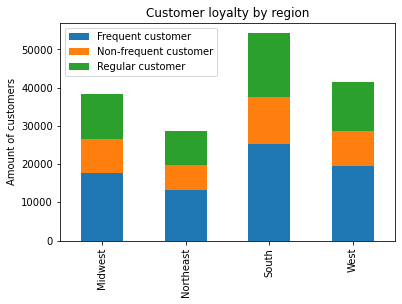 Customer loyalty by region
Frequent customer
Non-frequent customer
Regular customer
Amount of customers
50000
40000
30000
20000
10000
0
Midwest
Northeast
South
West